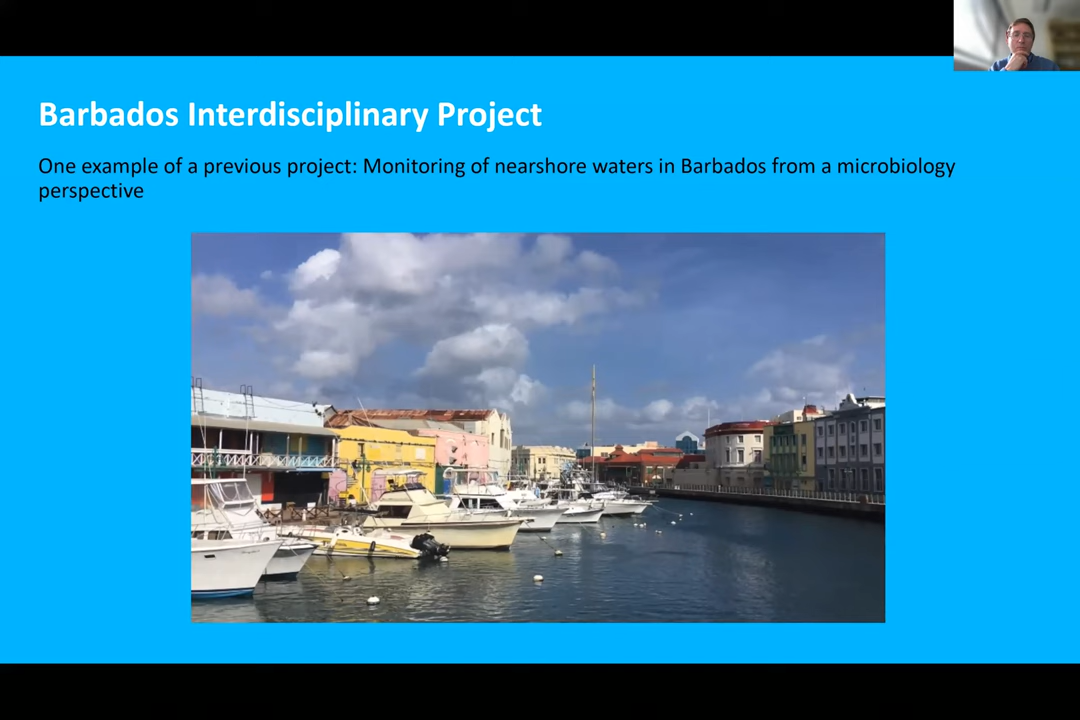 Barbados Interdisciplinary Project
One example of a previous project: Monitoring of nearshore waters in Barbados from a microbiology
perspective